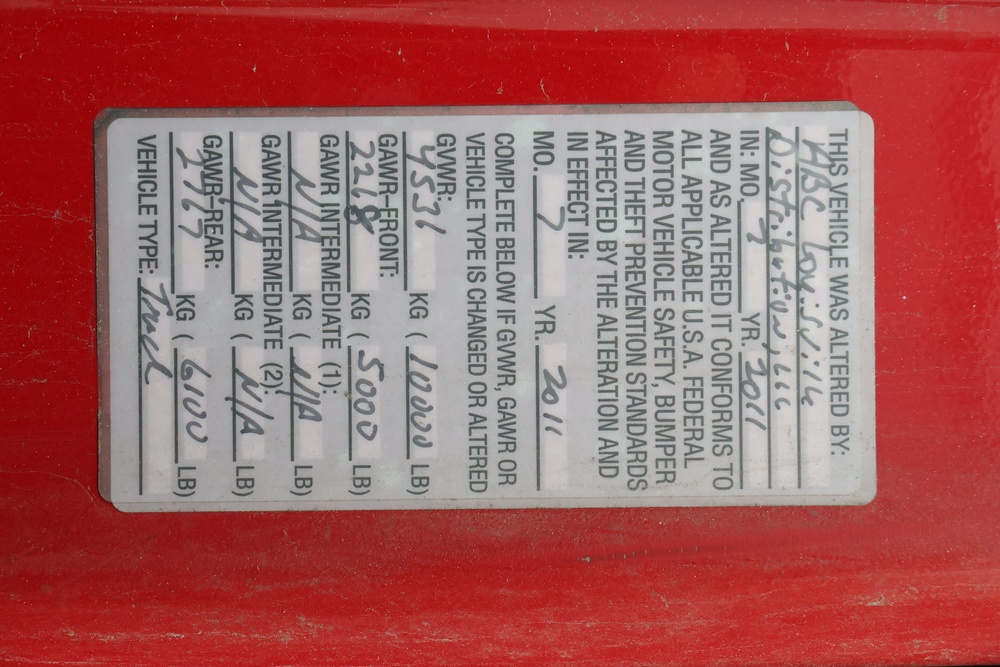 THIS VEHICLE WAS ALTERED BY:
ABC Louisville
Distribution, LLC
IN: MO. 7 YR. 2011
AND AS ALTERED IT CONFORMS TO
ALL APPLICABLE U.S.A. FEDERAL
MOTOR VEHICLE SAFETY, BUMPER
AND THEFT PREVENTION STANDARDS
AFFECTED BY THE ALTERATION AND
IN EFFECT IN:
MO. 7 YR. 2011
COMPLETE BELOW IF GVWR, GAWR OR
VEHICLE TYPE IS CHANGED OR ALTERED
GVWR:
4531 KG ( 10000 LB)
GAWR-FRONT:
2268 KG ( 5000 LB)
GAWR INTERMEDIATE (1):
N/A KG ( N/A LB)
GAWR INTERMEDIATE (2):
N/A KG ( N/A LB)
GAWR-REAR:
2767 KG ( 6100 LB)
VEHICLE TYPE: Truck